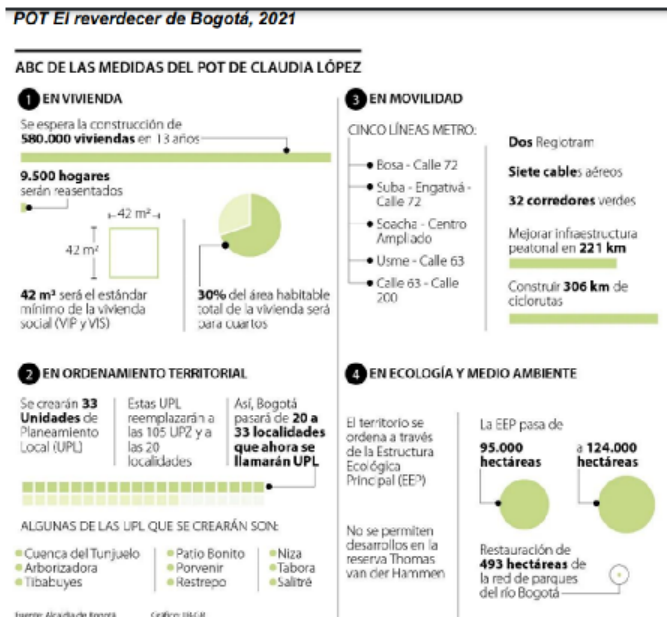 POT El reverdecer de Bogotá, 2021
ABC DE LAS MEDIDAS DEL POT DE CLAUDIA LÓPEZ
1 EN VIVIENDA
Se espera la construcción de
580.000 viviendas en 13 años
9.500 hogares
serán reasentados
42 m²
42 m²
42 m² será el estándar
mínimo de la vivienda
social (VIP y VIS)
30% del área habitable
total de la vivienda será
para cuartos
2 EN ORDENAMIENTO TERRITORIAL
Se crearán 33
Unidades de
Planeamiento
Local (UPL)
Estas UPL
reemplazarán a
las 105 UPZ y a
las 20
localidades
Así, Bogotá
pasará de 20 a
33 localidades
que ahora se
llamarán UPL
ALGUNAS DE LAS UPL QUE SE CREARÁN SON:
Cuenca del Tunjuelo
Arborizadora
Tibabuyes
Patio Bonito
Porvenir
Restrepo
Niza
Tabora
Salitré
Fuente: Alcaldía de Bogotá
Gráfico: LR-GR
3 EN MOVILIDAD
CINCO LÍNEAS METRO:
Bosa - Calle 72
Suba - Engativá -
Calle 72
Soacha - Centro
Ampliado
Usme - Calle 63
Calle 63 - Calle
200
Dos Regiotram
Siete cables aéreos
32 corredores verdes
Mejorar infraestructura
peatonal en 221 km
Construir 306 km de
ciclorutas
4 EN ECOLOGÍA Y MEDIO AMBIENTE
El territorio se
ordena a través
de la Estructura
Ecológica
Principal (EEP)
No se permiten
desarrollos en la
reserva Thomas
van der Hammen
La EEP pasa de
95.000
hectáreas
a 124.000
hectáreas
Restauración de
493 hectáreas de
la red de parques
del río Bogotá